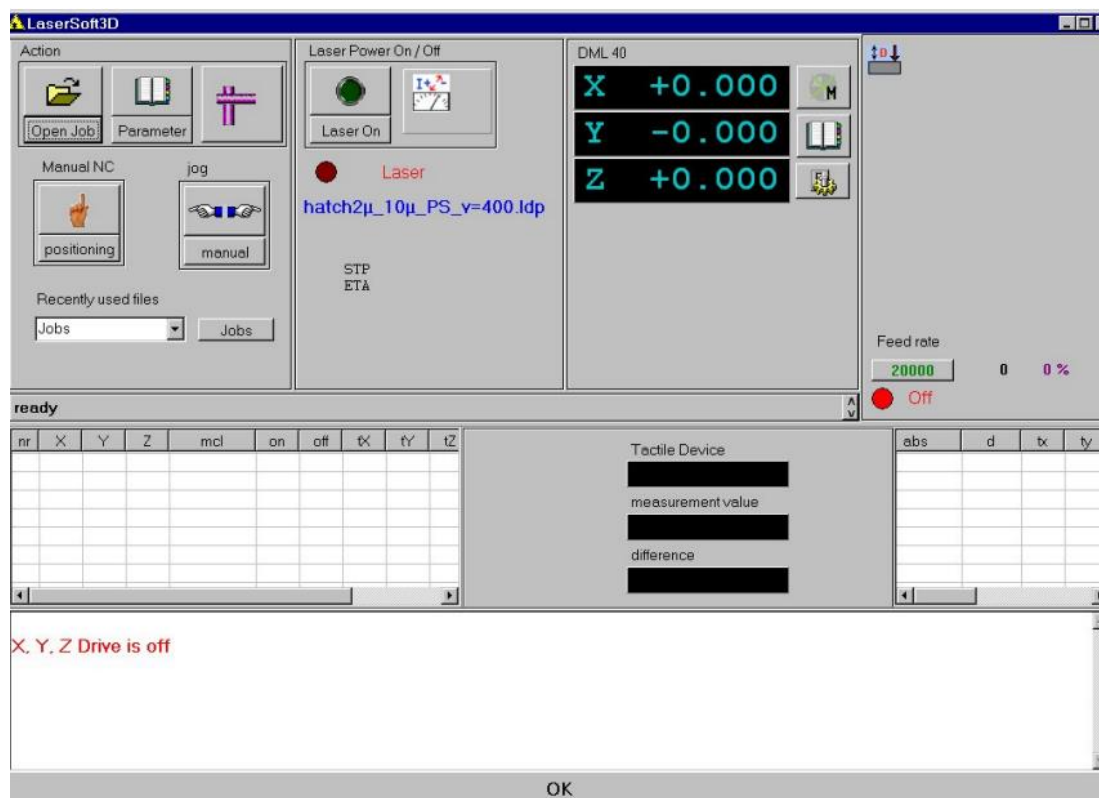 LaserSoft3D
Action
Open Job
Parameter
Manual NC
jog
positioning
manual
Recently used files
Jobs
Jobs
Laser Power On / Off
Laser On
Laser
hatch2µ_10µ_PS_v=400.ldp
STP
ETA
DML 40
X +0.000
M
Y -0.000
Z +0.000
Feed rate
20000 0 0 %
Off
ready
nr X Y Z mcl on off tX tY tZ
Tactile Device
measurement value
difference
abs d tx ty
X, Y, Z Drive is off
OK